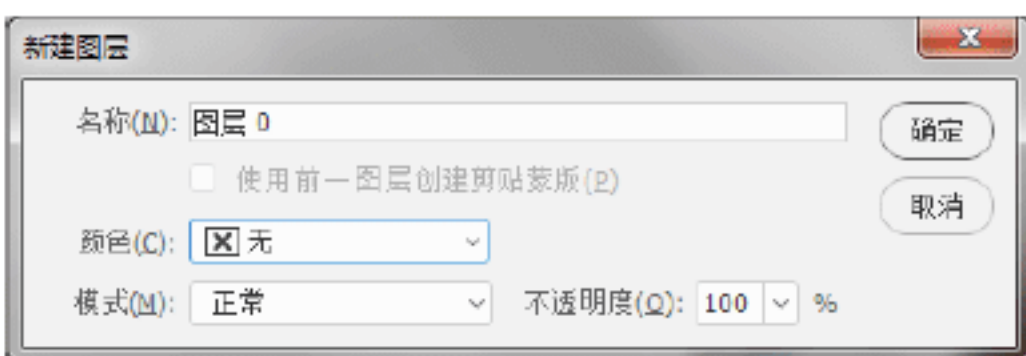 新建图层
名称(N): 图层 0
确定
使用前一图层创建剪贴蒙版(P)
取消
颜色(C): 无
模式(M): 正常 不透明度(O): 100 %